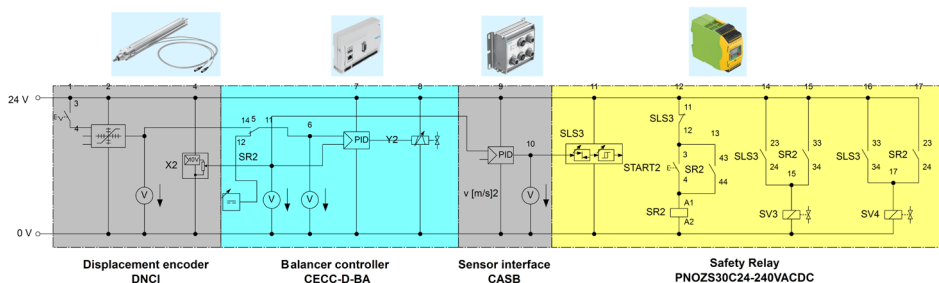 1 2 4 7 8 9 11 12 14 15 16 17
24 V
3
4
14 5 11
12
SR2
6
PID
Y2
X2
10V
V
V
V
PID
10
v [m/s]2
V
SLS3
SLS3
11
12
13
START2
3
4
SR2
43
44
SR2
A1
A2
SLS3
23
24
SR2
33
34
15
SV3
SLS3
33
34
SR2
23
24
17
SV4
0 V
Displacement encoder
DNCI
Balancer controller
CECC-D-BA
Sensor interface
CASB
Safety Relay
PNOZS30C24-240VACDC